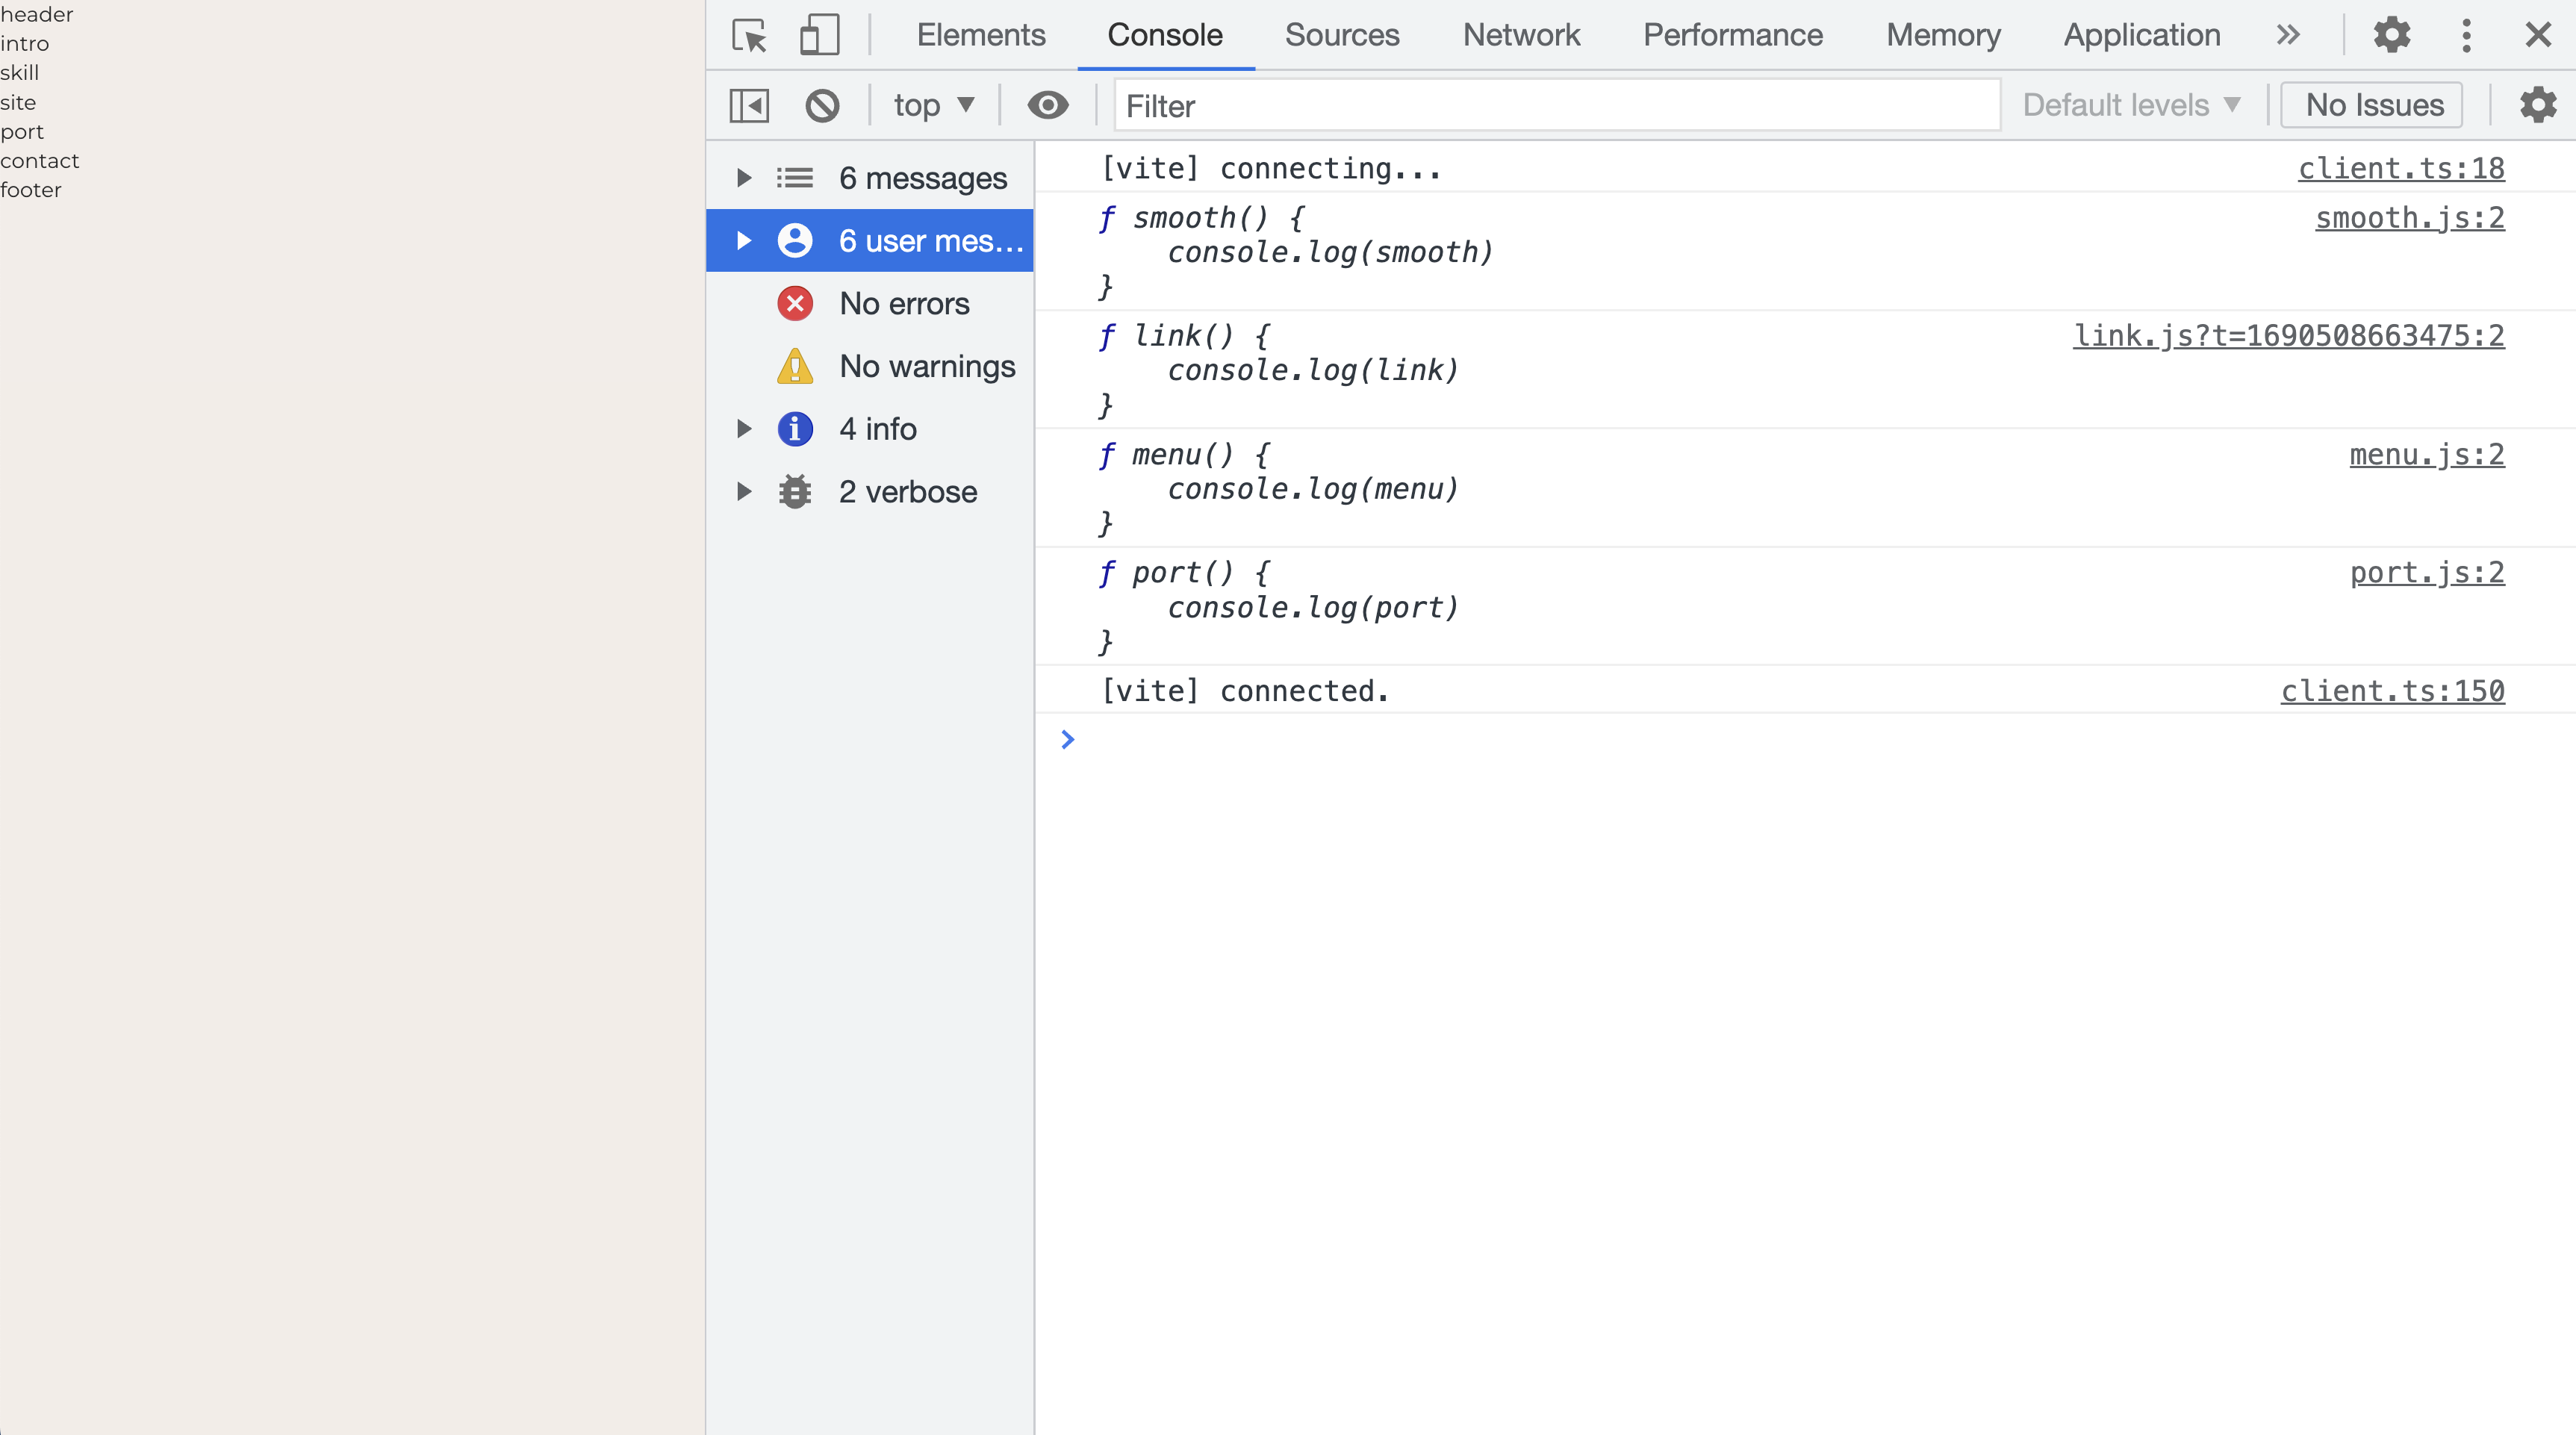 header
intro
skill
site
port
contact
footer
Elements Console Sources Network Performance Memory Application
top Filter Default levels No Issues
6 messages
6 user mes…
No errors
No warnings
4 info
2 verbose
[vite] connecting... client.ts:18
ƒ smooth() { smooth.js:2
console.log(smooth)
}
ƒ link() { link.js?t=1690508663475:2
console.log(link)
}
ƒ menu() { menu.js:2
console.log(menu)
}
ƒ port() { port.js:2
console.log(port)
}
[vite] connected. client.ts:150